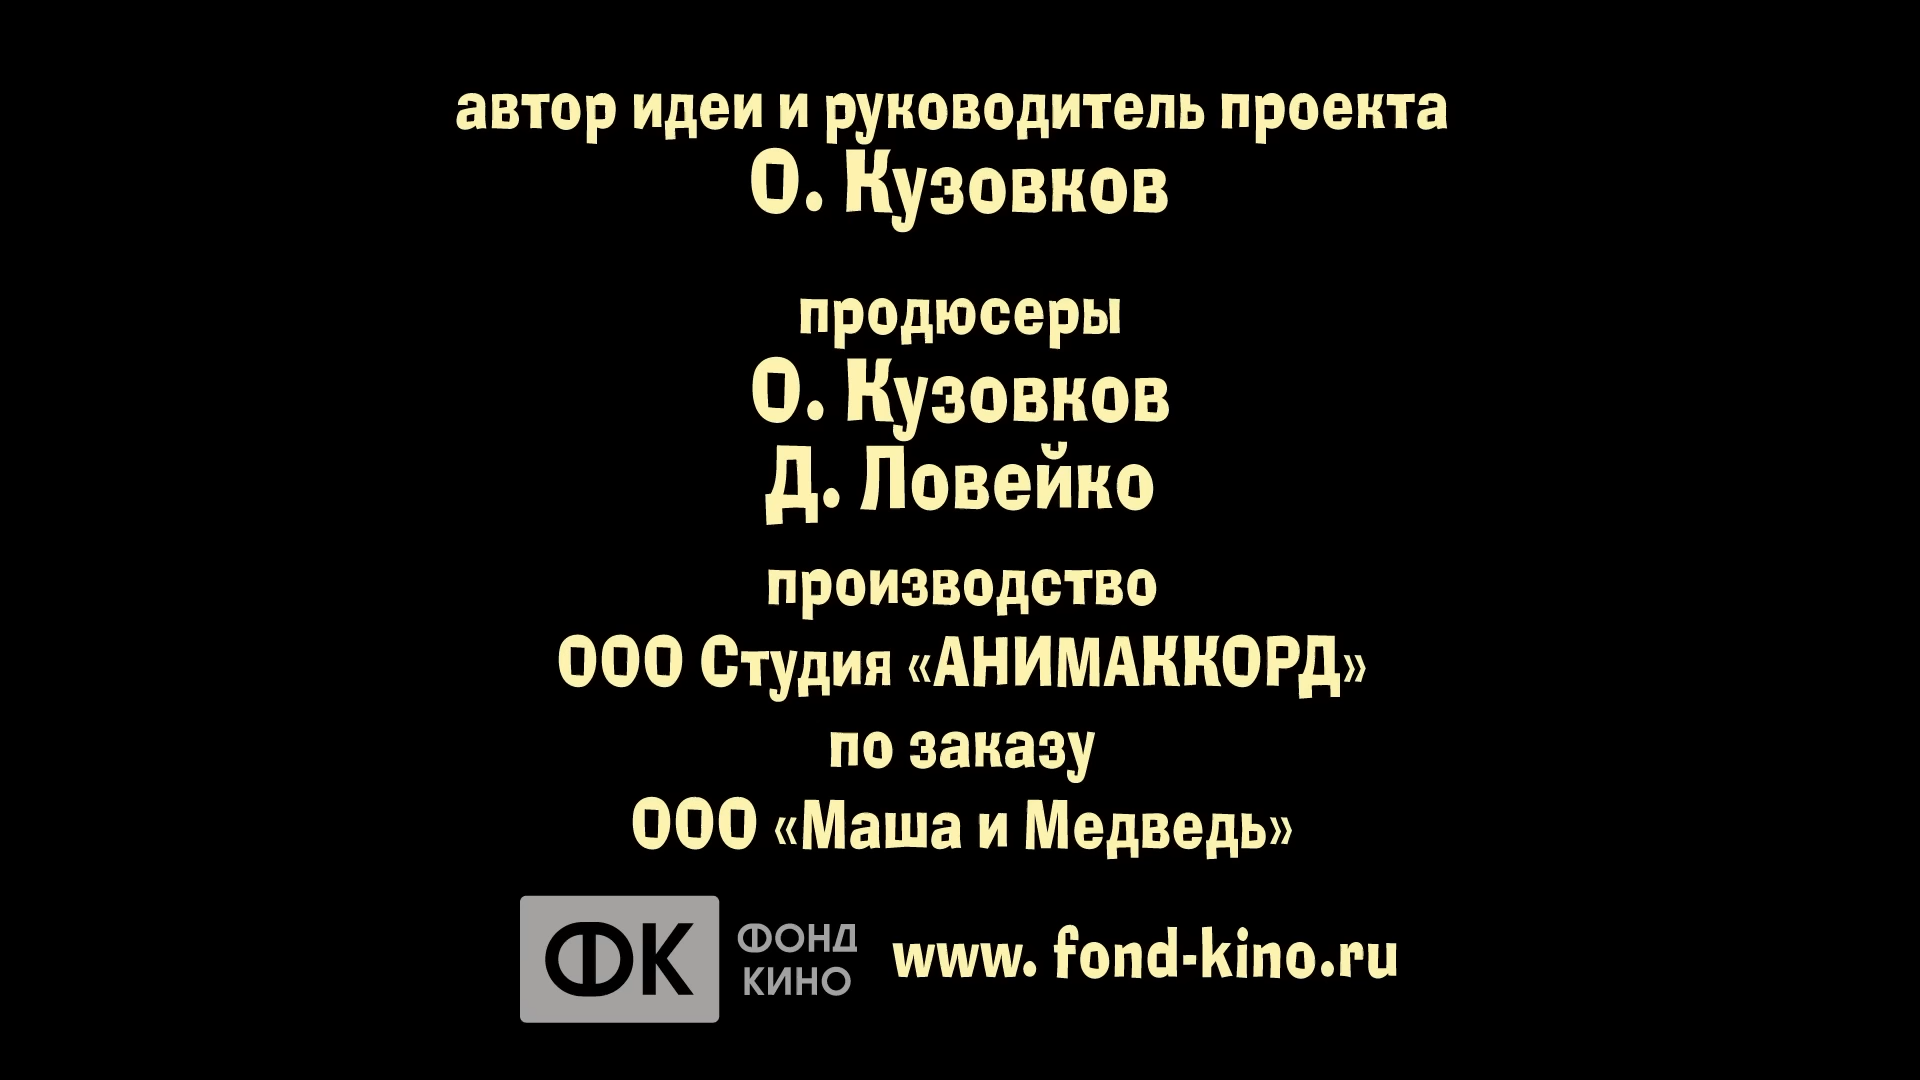 автор идеи и руководитель проекта
О. Кузовков
продюсеры
О. Кузовков
Д. Ловейко
производство
ООО Студия «АНИМАККОРД»
по заказу
ООО «Маша и Медведь»
ФК
ФОНД
КИНО
www. fond-kino.ru